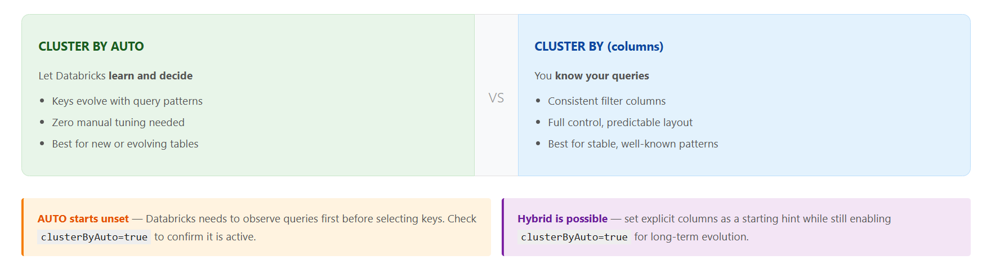 CLUSTER BY AUTO
Let Databricks learn and decide
• Keys evolve with query patterns
• Zero manual tuning needed
• Best for new or evolving tables
VS
CLUSTER BY (columns)
You know your queries
• Consistent filter columns
• Full control, predictable layout
• Best for stable, well-known patterns
AUTO starts unset — Databricks needs to observe queries first before selecting keys. Check
clusterByAuto=true to confirm it is active.
Hybrid is possible — set explicit columns as a starting hint while still enabling
clusterByAuto=true for long-term evolution.